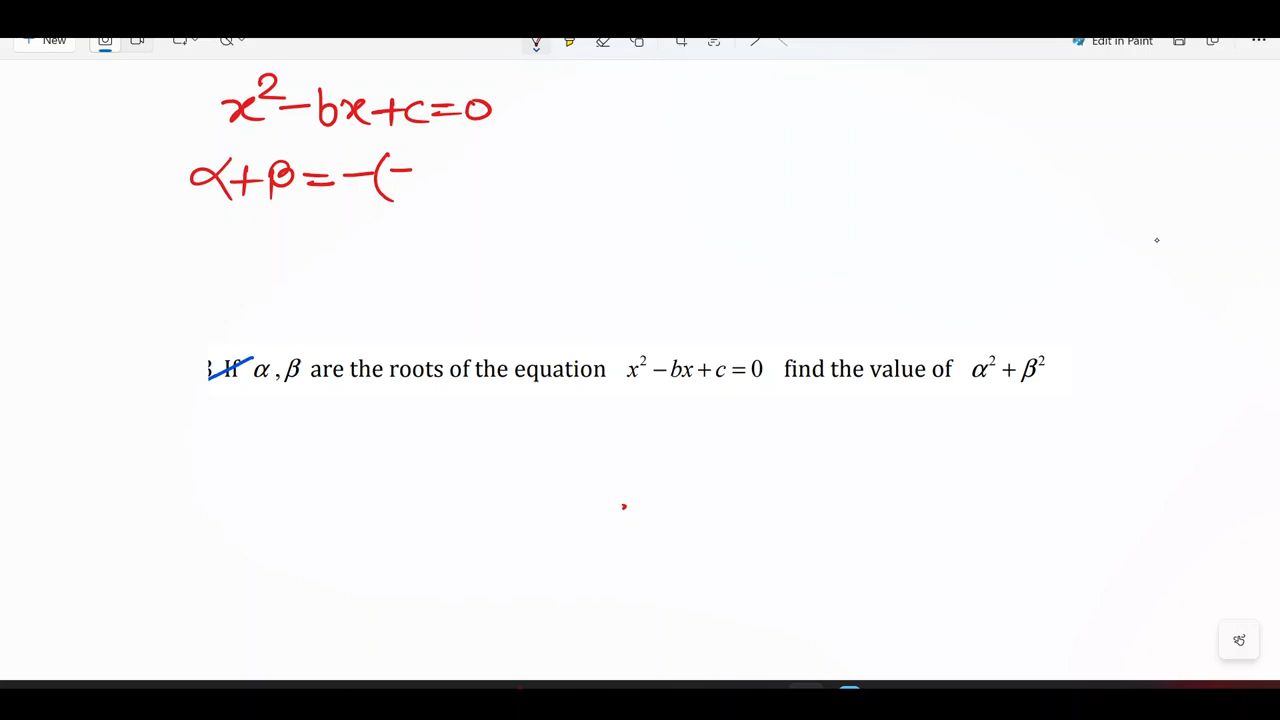 New
Edit in Paint
x² − bx + c = 0
α + β = −(−
If α , β are the roots of the equation x² − bx + c = 0 find the value of α² + β²